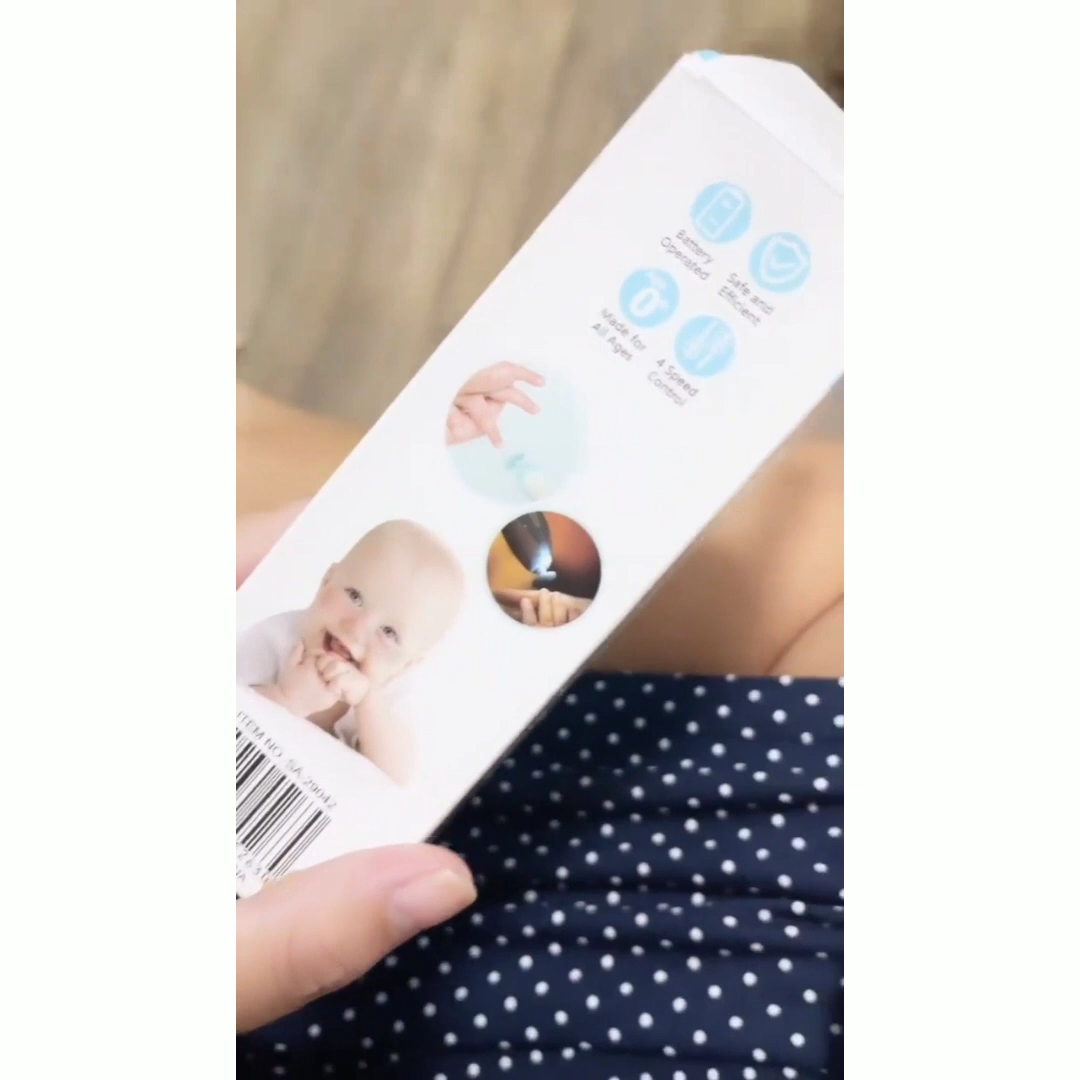 Battery
Operated
Safe and
Efficient
Made for
All Ages
4 Speed
Control
ITEM NO. SA-29042